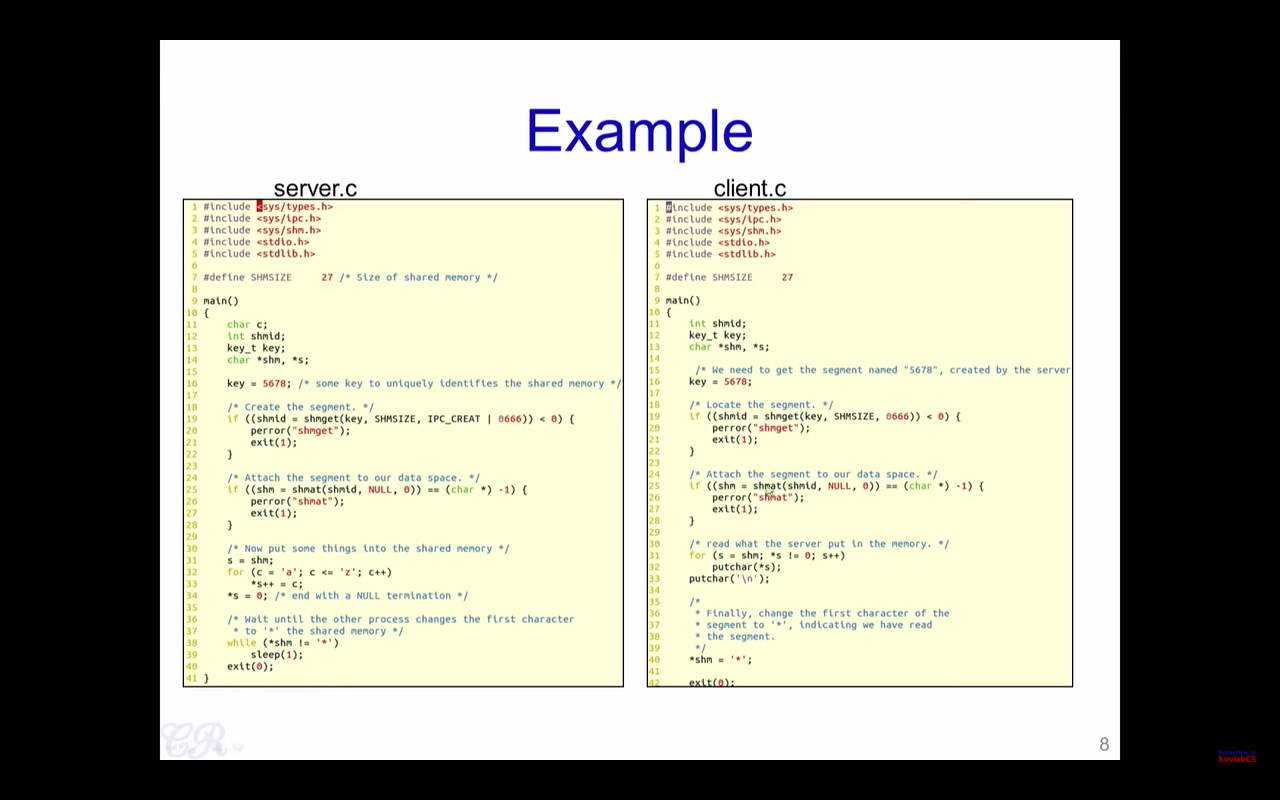 Example
server.c
1 #include <sys/types.h>
2 #include <sys/ipc.h>
3 #include <sys/shm.h>
4 #include <stdio.h>
5 #include <stdlib.h>
6
7 #define SHMSIZE     27 /* Size of shared memory */
8
9 main()
10 {
11     char c;
12     int shmid;
13     key_t key;
14     char *shm, *s;
15
16     key = 5678; /* some key to uniquely identifies the shared memory */
17
18     /* Create the segment. */
19     if ((shmid = shmget(key, SHMSIZE, IPC_CREAT | 0666)) < 0) {
20         perror("shmget");
21         exit(1);
22     }
23
24     /* Attach the segment to our data space. */
25     if ((shm = shmat(shmid, NULL, 0)) == (char *) -1) {
26         perror("shmat");
27         exit(1);
28     }
29
30     /* Now put some things into the shared memory */
31     s = shm;
32     for (c = 'a'; c <= 'z'; c++)
33         *s++ = c;
34     *s = 0; /* end with a NULL termination */
35
36     /* Wait until the other process changes the first character
37      * to '*' the shared memory */
38     while (*shm != '*')
39         sleep(1);
40     exit(0);
41 }
client.c
1 #include <sys/types.h>
2 #include <sys/ipc.h>
3 #include <sys/shm.h>
4 #include <stdio.h>
5 #include <stdlib.h>
6
7 #define SHMSIZE     27
8
9 main()
10 {
11     int shmid;
12     key_t key;
13     char *shm, *s;
14
15      /* We need to get the segment named "5678", created by the server
16     key = 5678;
17
18     /* Locate the segment. */
19     if ((shmid = shmget(key, SHMSIZE, 0666)) < 0) {
20         perror("shmget");
21         exit(1);
22     }
23
24     /* Attach the segment to our data space. */
25     if ((shm = shmat(shmid, NULL, 0)) == (char *) -1) {
26         perror("shmat");
27         exit(1);
28     }
29
30     /* read what the server put in the memory. */
31     for (s = shm; *s != 0; s++)
32         putchar(*s);
33     putchar('\n');
34
35     /*
36      * Finally, change the first character of the
37      * segment to '*', indicating we have read
38      * the segment.
39      */
40     *shm = '*';
41
42     exit(0);
CR
8
Subscribe to
XoviabCS